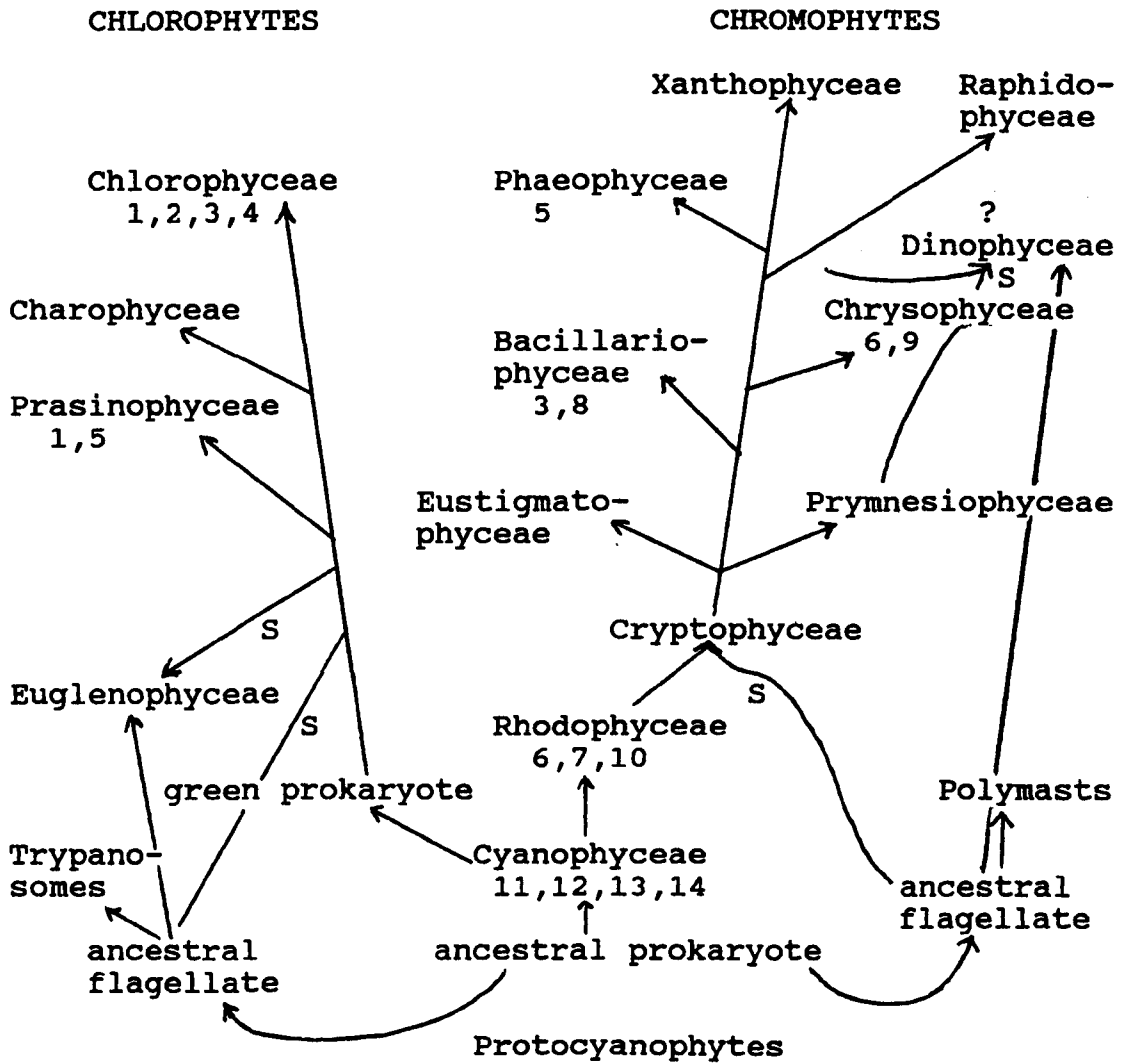 CHLOROPHYTES
CHROMOPHYTES
Xanthophyceae
Raphido-
phyceae
Chlorophyceae
1,2,3,4
Phaeophyceae
5
?
Dinophyceae
S
Charophyceae
Chrysophyceae
6,9
Bacillario-
phyceae
3,8
Prasinophyceae
1,5
Eustigmato-
phyceae
Prymnesiophyceae
S
Cryptophyceae
S
Euglenophyceae
S
Rhodophyceae
6,7,10
green prokaryote
Polymasts
Trypano-
somes
Cyanophyceae
11,12,13,14
ancestral
flagellate
ancestral
flagellate
ancestral prokaryote
Protocyanophytes